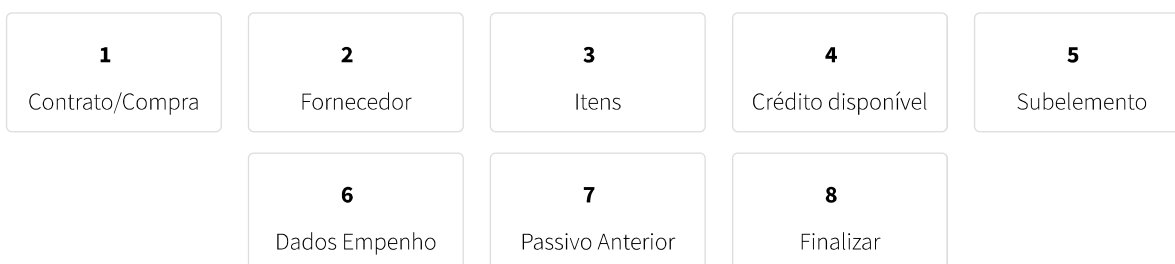 1 2 3 4 5
Contrato/Compra Fornecedor Itens Crédito disponível Subelemento
6 7 8
Dados Empenho Passivo Anterior Finalizar